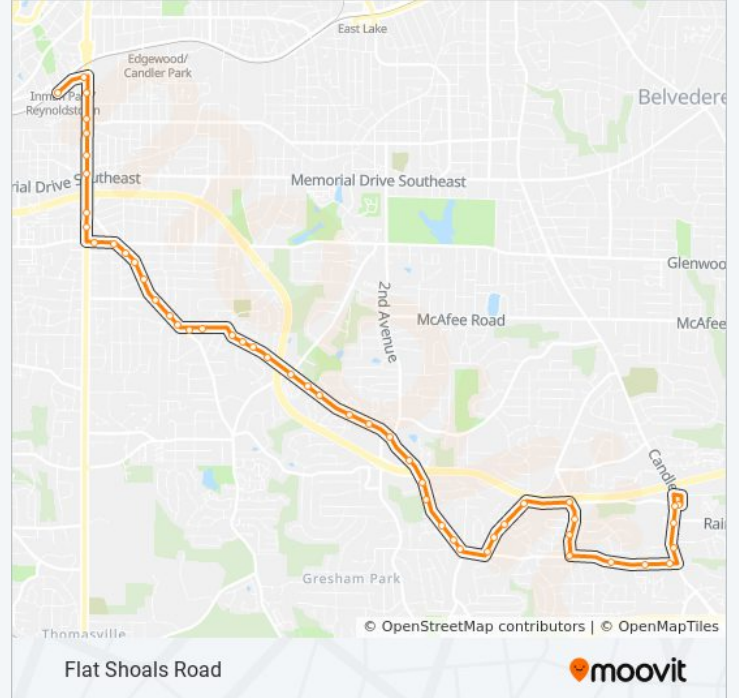 East Lake
Edgewood/
Candler Park
Inman Park/
Reynoldstown
Belvedere
rial Drive Southeast
Memorial Drive Southeast
Glenwoo
2nd Avenue
McAfee Road
McAfee
Candle
Rai
Gresham Park
© OpenStreetMap contributors | © OpenMapTiles
Thomasville
Flat Shoals Road
moovit